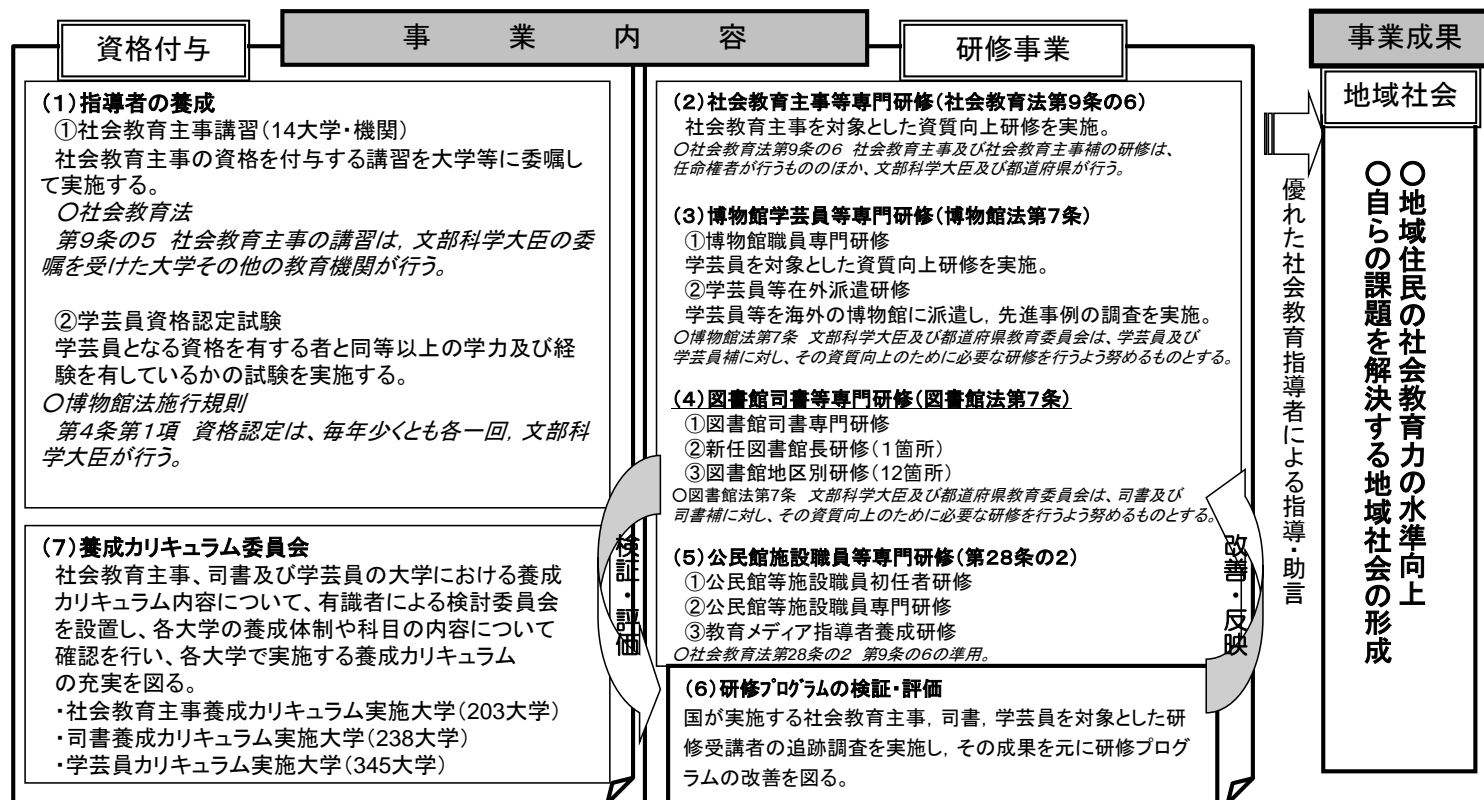 事業内容
資格付与
(1)指導者の養成
①社会教育主事講習(14大学・機関)
社会教育主事の資格を付与する講習を大学等に委嘱し
て実施する。
○社会教育法
第9条の5 社会教育主事の講習は,文部科学大臣の委
嘱を受けた大学その他の教育機関が行う。
②学芸員資格認定試験
学芸員となる資格を有する者と同等以上の学力及び経
験を有しているかの試験を実施する。
○博物館法施行規則
第4条第1項 資格認定は、毎年少くとも各一回,文部科
学大臣が行う。
(7)養成カリキュラム委員会
社会教育主事、司書及び学芸員の大学における養成
カリキュラム内容について、有識者による検討委員会
を設置し、各大学の養成体制や科目の内容について
確認を行い、各大学で実施する養成カリキュラム
の充実を図る。
・社会教育主事養成カリキュラム実施大学(203大学)
・司書養成カリキュラム実施大学(238大学)
・学芸員カリキュラム実施大学(345大学)
検証・評価
研修事業
(2)社会教育主事等専門研修(社会教育法第9条の6)
社会教育主事を対象とした資質向上研修を実施。
○社会教育法第9条の6 社会教育主事及び社会教育主事補の研修は、
任命権者が行うもののほか、文部科学大臣及び都道府県が行う。
(3)博物館学芸員等専門研修(博物館法第7条)
①博物館職員専門研修
学芸員を対象とした資質向上研修を実施。
②学芸員等在外派遣研修
学芸員等を海外の博物館に派遣し,先進事例の調査を実施。
○博物館法第7条 文部科学大臣及び都道府県教育委員会は、学芸員及び
学芸員補に対し、その資質向上のために必要な研修を行うよう努めるものとする。
(4)図書館司書等専門研修(図書館法第7条)
①図書館司書専門研修
②新任図書館長研修(1箇所)
③図書館地区別研修(12箇所)
○図書館法第7条 文部科学大臣及び都道府県教育委員会は、司書及び
司書補に対し、その資質向上のために必要な研修を行うよう努めるものとする。
(5)公民館施設職員等専門研修(第28条の2)
①公民館等施設職員初任者研修
②公民館等施設職員専門研修
③教育メディア指導者養成研修
○社会教育法第28条の2 第9条の6の準用。
(6)研修プログラムの検証・評価
国が実施する社会教育主事,司書,学芸員を対象とした研
修受講者の追跡調査を実施し,その成果を元に研修プログ
ラムの改善を図る。
改善・反映
優れた社会教育指導者による指導・助言
事業成果
地域社会
○地域住民の社会教育力の水準向上
○自らの課題を解決する地域社会の形成